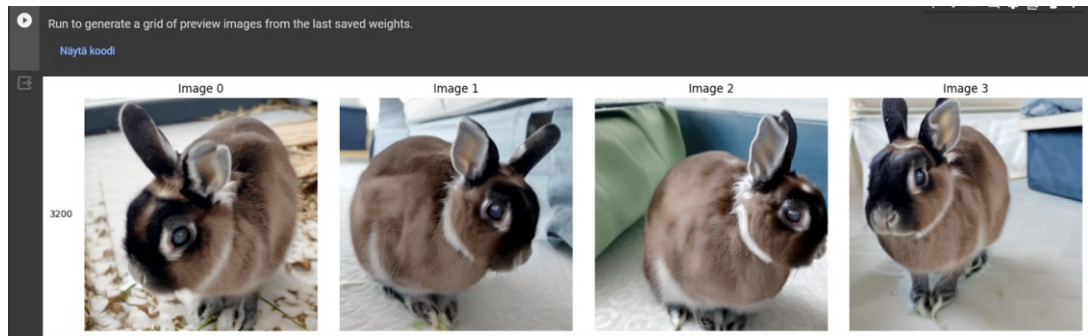 Run to generate a grid of preview images from the last saved weights.
Näytä koodi
Image 0
Image 1
Image 2
Image 3
3200